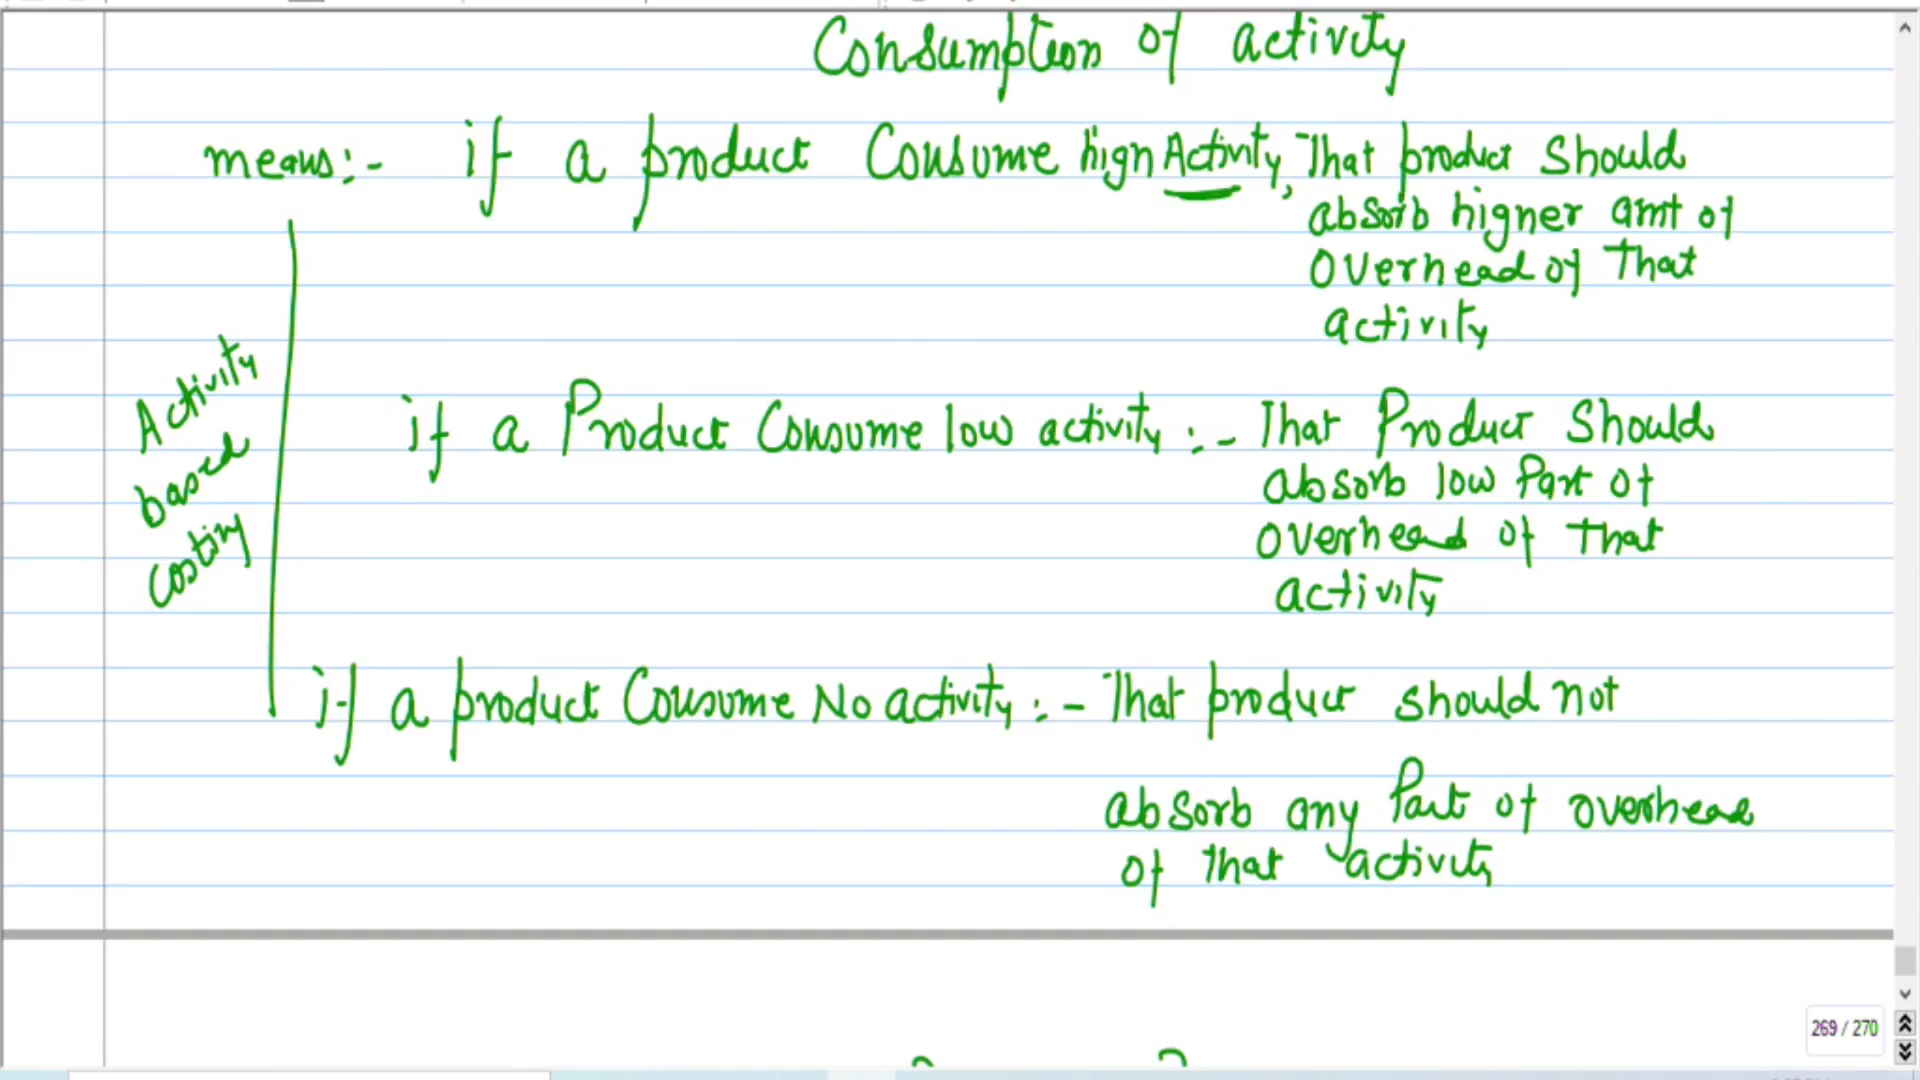 Consumption of activity
means:- if a product Consume high Activity, That product Should
absorb higher amt of
overhead of That
activity
Activity
based
costing
if a Product Consume low activity :- That Product Should
absorb low Part of
overhead of That
activity
if a product Consume No activity :- That product should not
absorb any Part of overhead
of That activity
269 / 270